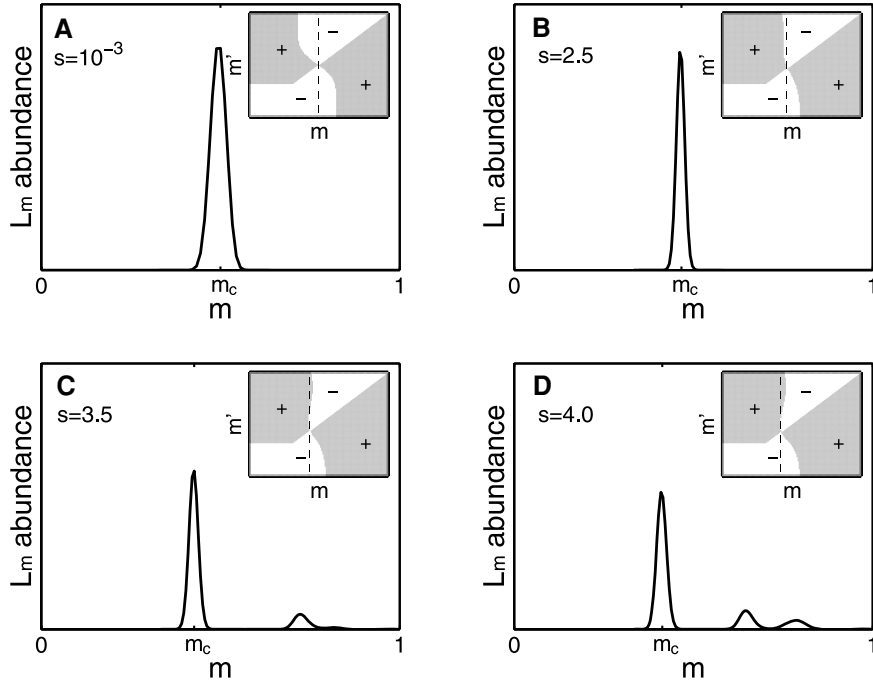 A
s=10⁻³
+
−
m'
−
+
m
Lm abundance
0
mc
1
m
B
s=2.5
+
−
m'
−
+
m
Lm abundance
0
mc
1
m
C
s=3.5
+
−
m'
−
+
m
Lm abundance
0
mc
1
m
D
s=4.0
+
−
m'
−
+
m
Lm abundance
0
mc
1
m